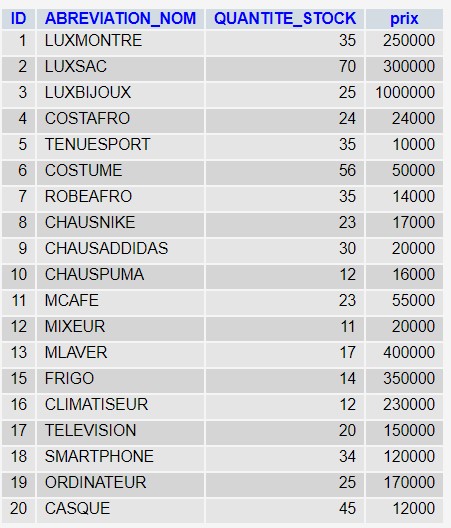 ID ABREVIATION_NOM QUANTITE_STOCK prix
1 LUXMONTRE 35 250000
2 LUXSAC 70 300000
3 LUXBIJOUX 25 1000000
4 COSTAFRO 24 24000
5 TENUESPORT 35 10000
6 COSTUME 56 50000
7 ROBEAFRO 35 14000
8 CHAUSNIKE 23 17000
9 CHAUSADDIDAS 30 20000
10 CHAUSPUMA 12 16000
11 MCAFE 23 55000
12 MIXEUR 11 20000
13 MLAVER 17 400000
15 FRIGO 14 350000
16 CLIMATISEUR 12 230000
17 TELEVISION 20 150000
18 SMARTPHONE 34 120000
19 ORDINATEUR 25 170000
20 CASQUE 45 12000